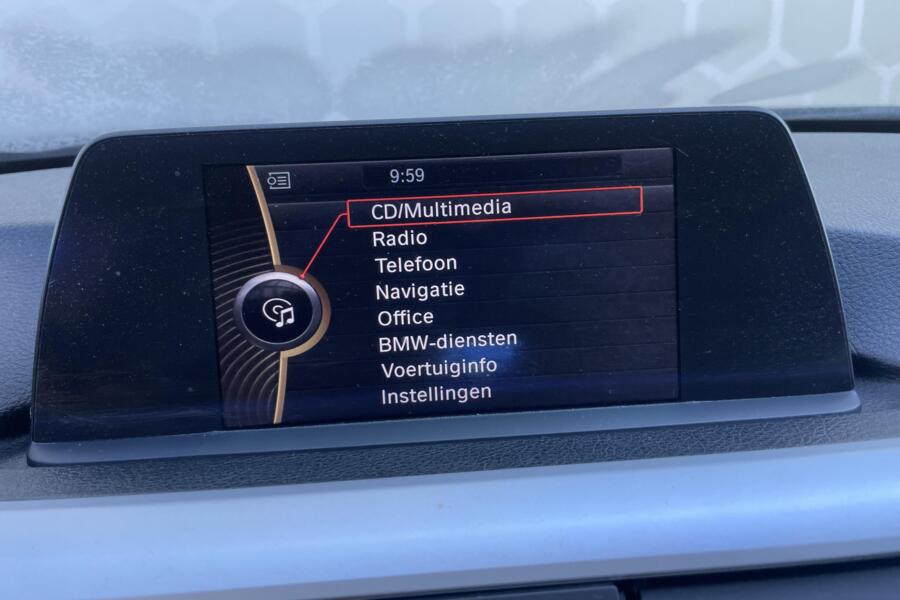 9:59
CD/Multimedia
Radio
Telefoon
Navigatie
Office
BMW-diensten
Voertuiginfo
Instellingen